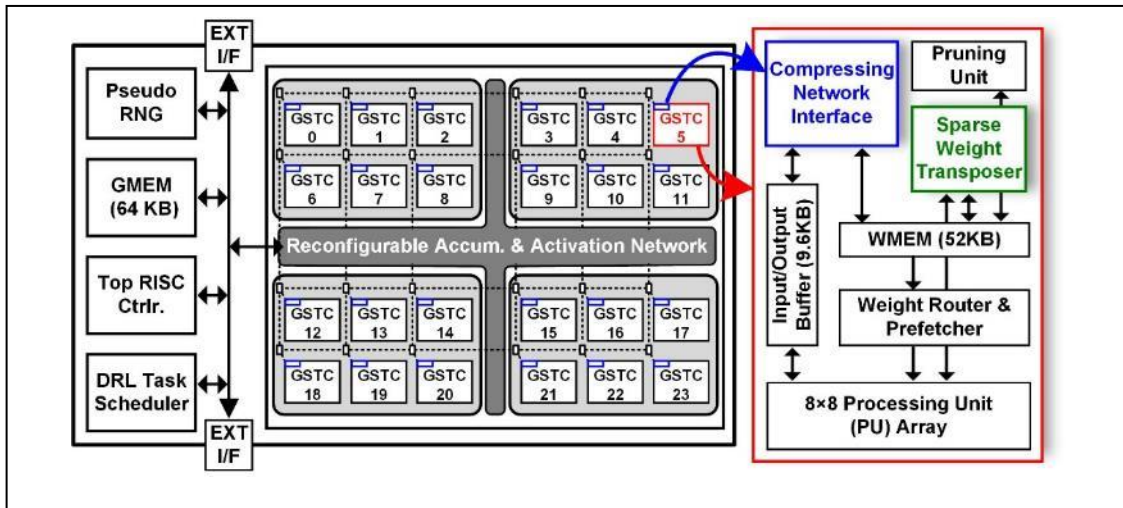 EXT
I/F
Pseudo
RNG
GMEM
(64 KB)
Top RISC
Ctrlr.
DRL Task
Scheduler
EXT
I/F
GSTC
0
GSTC
1
GSTC
2
GSTC
3
GSTC
4
GSTC
5
GSTC
6
GSTC
7
GSTC
8
GSTC
9
GSTC
10
GSTC
11
Reconfigurable Accum. & Activation Network
GSTC
12
GSTC
13
GSTC
14
GSTC
15
GSTC
16
GSTC
17
GSTC
18
GSTC
19
GSTC
20
GSTC
21
GSTC
22
GSTC
23
Compressing
Network
Interface
Pruning
Unit
Sparse
Weight
Transposer
Input/Output
Buffer (9.6KB)
WMEM (52KB)
Weight Router &
Prefetcher
8×8 Processing Unit
(PU) Array